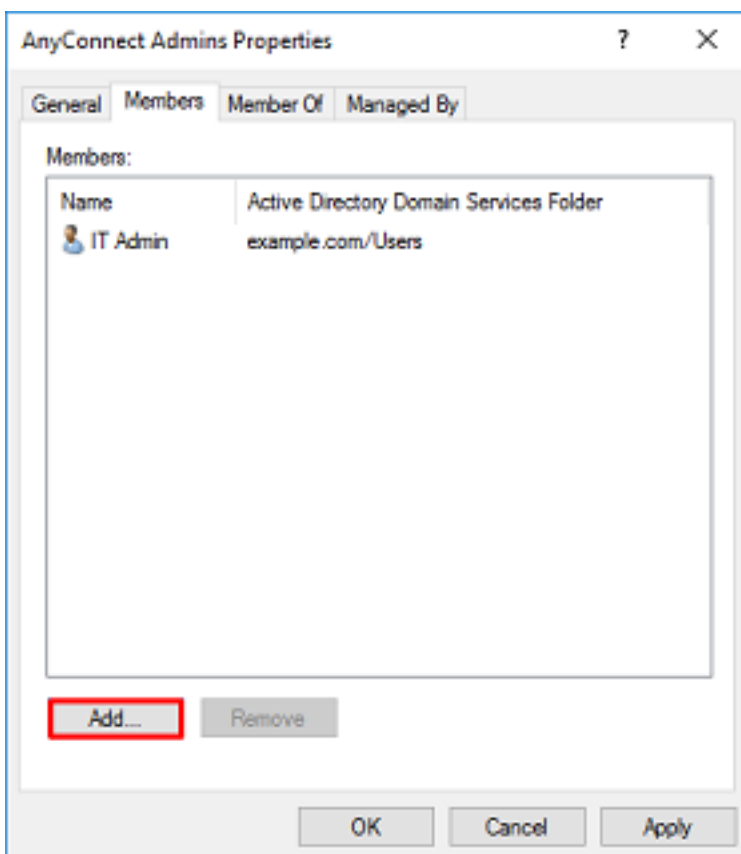 AnyConnect Admins Properties ? ×
General Members Member Of Managed By
Members:
Name Active Directory Domain Services Folder
IT Admin example.com/Users
Add... Remove
OK Cancel Apply